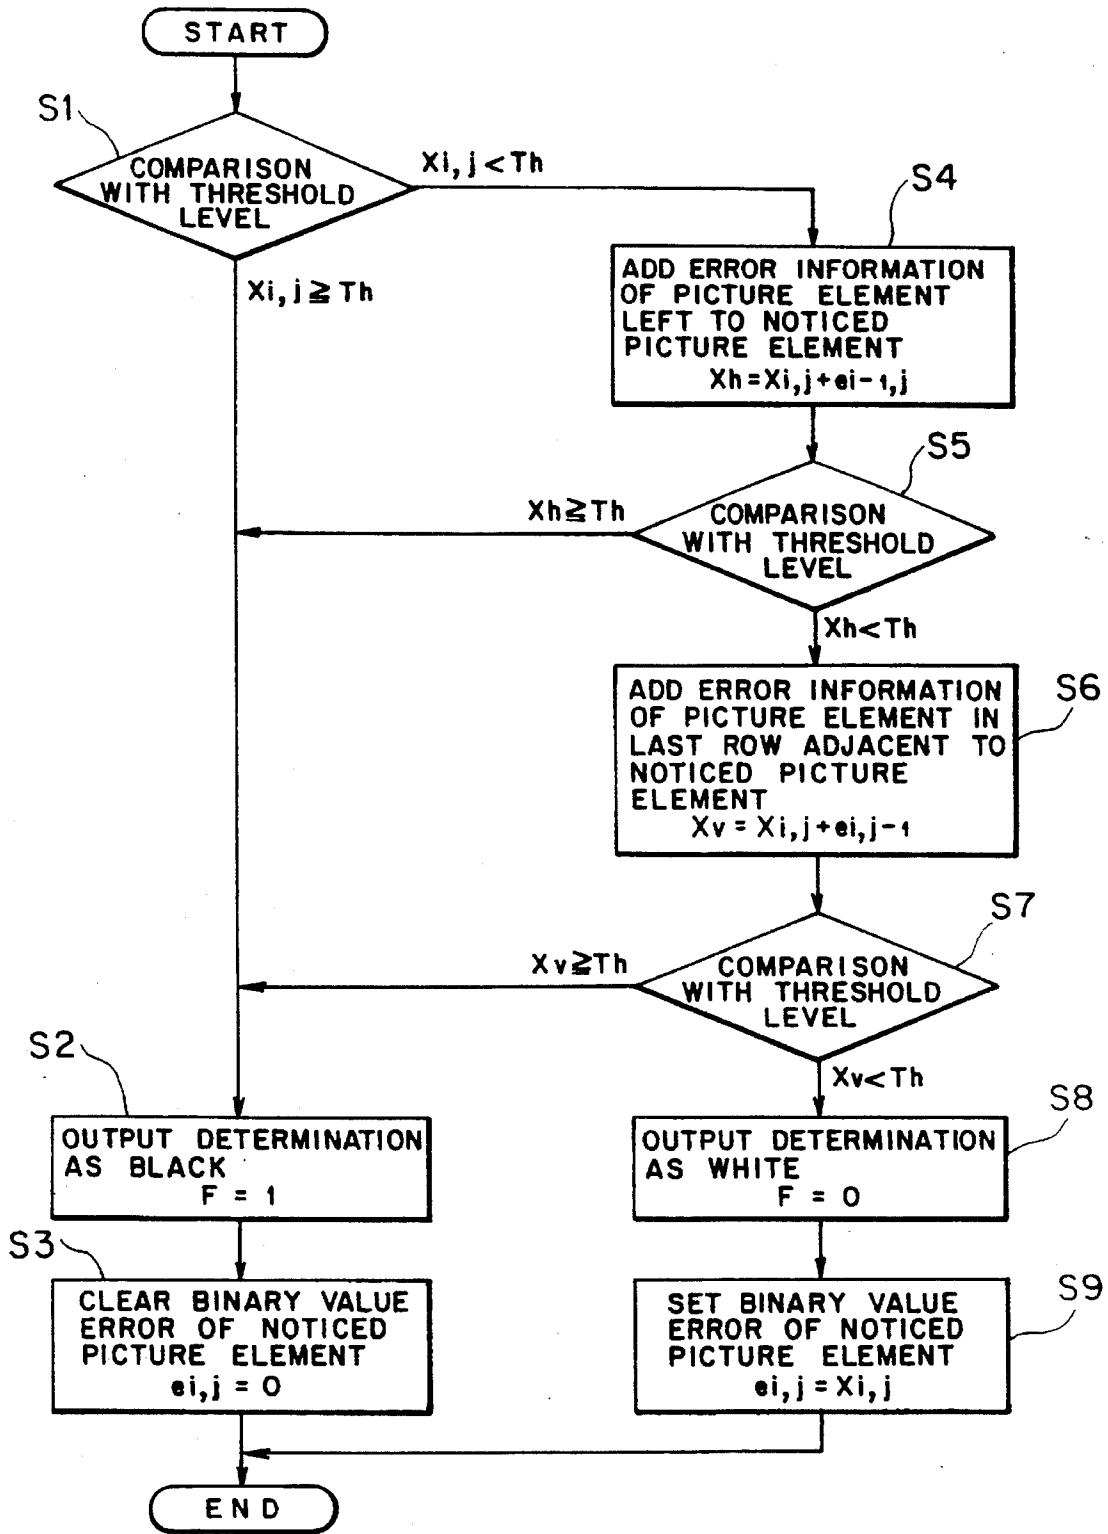 START
S1
COMPARISON
WITH THRESHOLD
LEVEL
Xi, j < Th
Xi, j ≧ Th
S4
ADD ERROR INFORMATION
OF PICTURE ELEMENT
LEFT TO NOTICED
PICTURE ELEMENT
Xh = Xi, j + ei-1, j
S5
COMPARISON
WITH THRESHOLD
LEVEL
Xh ≧ Th
Xh < Th
S6
ADD ERROR INFORMATION
OF PICTURE ELEMENT IN
LAST ROW ADJACENT TO
NOTICED PICTURE
ELEMENT
Xv = Xi, j + ei, j-1
S7
COMPARISON
WITH THRESHOLD
LEVEL
Xv ≧ Th
Xv < Th
S2
OUTPUT DETERMINATION
AS BLACK
F = 1
S8
OUTPUT DETERMINATION
AS WHITE
F = 0
S3
CLEAR BINARY VALUE
ERROR OF NOTICED
PICTURE ELEMENT
ei, j = 0
S9
SET BINARY VALUE
ERROR OF NOTICED
PICTURE ELEMENT
ei, j = Xi, j
END